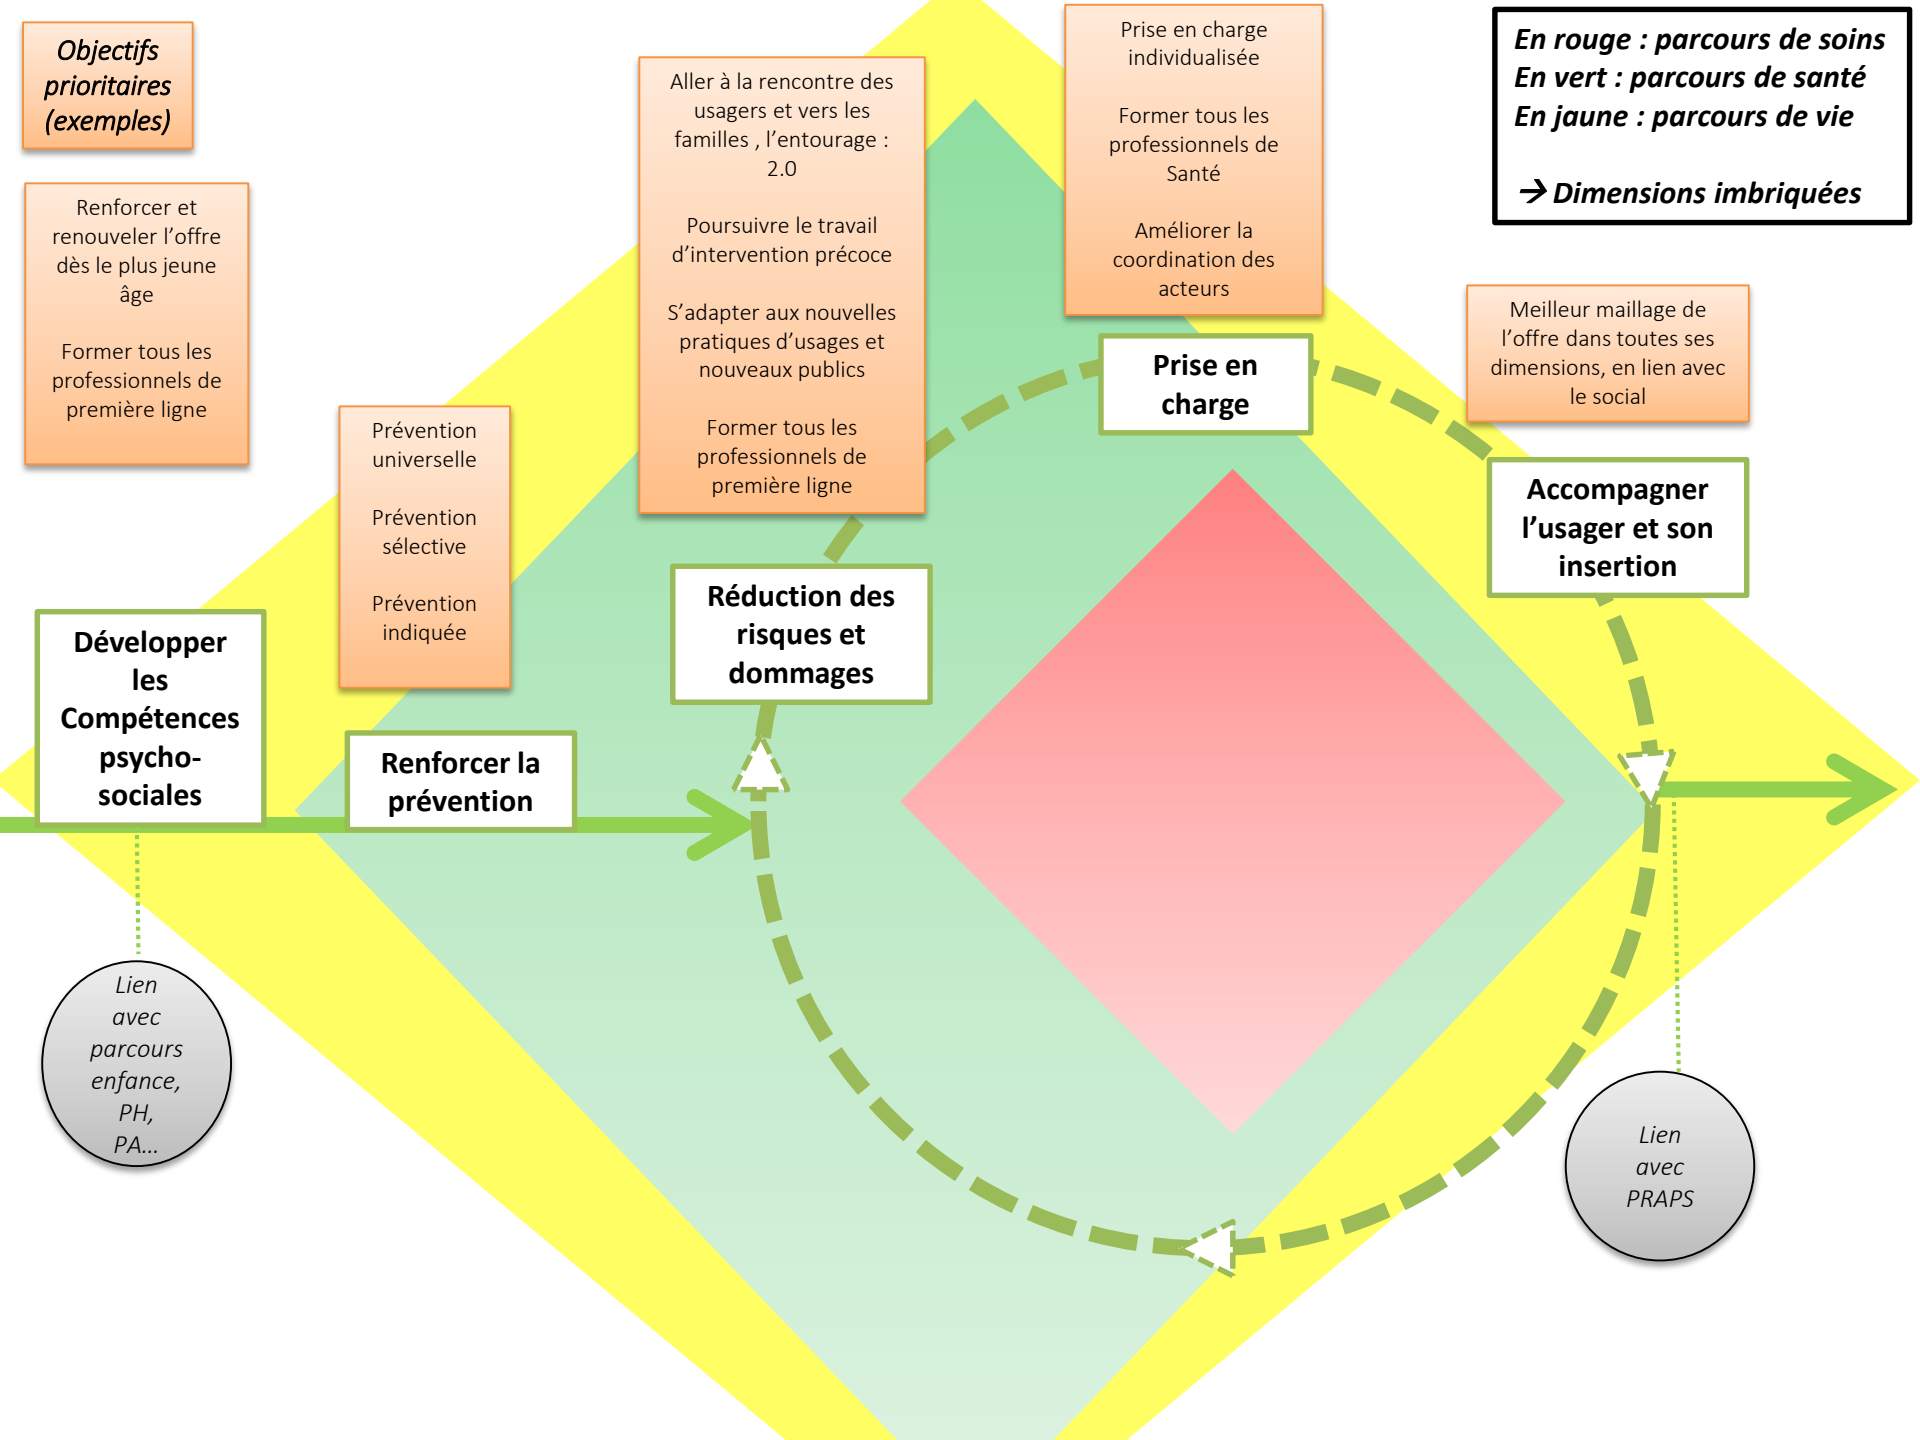 Objectifs
prioritaires
(exemples)
Renforcer et
renouveler l’offre
dès le plus jeune
âge
Former tous les
professionnels de
première ligne
Prévention
universelle
Prévention
sélective
Prévention
indiquée
Aller à la rencontre des
usagers et vers les
familles , l’entourage :
2.0
Poursuivre le travail
d’intervention précoce
S’adapter aux nouvelles
pratiques d’usages et
nouveaux publics
Former tous les
professionnels de
première ligne
Prise en charge
individualisée
Former tous les
professionnels de
Santé
Améliorer la
coordination des
acteurs
En rouge : parcours de soins
En vert : parcours de santé
En jaune : parcours de vie
→ Dimensions imbriquées
Meilleur maillage de
l’offre dans toutes ses
dimensions, en lien avec
le social
Développer
les
Compétences
psycho-
sociales
Renforcer la
prévention
Réduction des
risques et
dommages
Prise en
charge
Accompagner
l’usager et son
insertion
Lien
avec
parcours
enfance,
PH,
PA…
Lien
avec
PRAPS